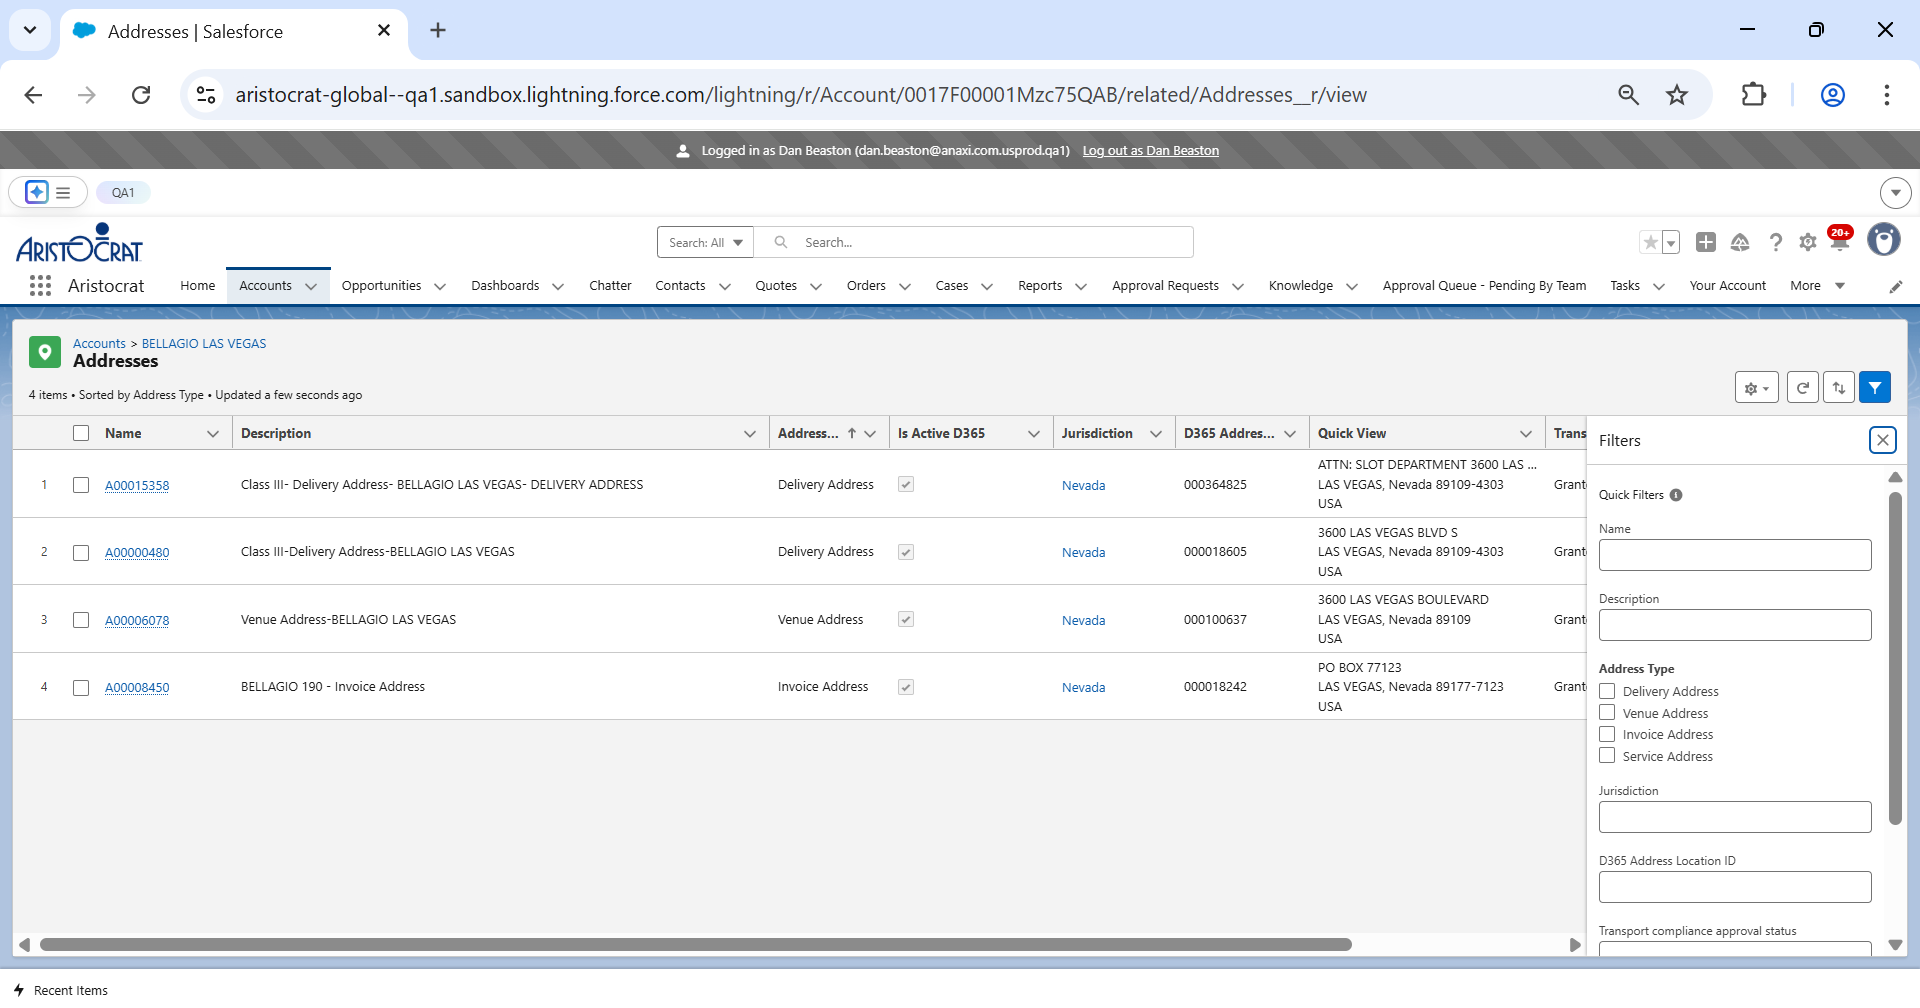 Addresses | Salesforce
aristocrat-global--qa1.sandbox.lightning.force.com/lightning/r/Account/0017F00001Mzc75QAB/related/Addresses__r/view
Logged in as Dan Beaston (dan.beaston@anaxi.com.usprod.qa1) Log out as Dan Beaston
QA1
ARISTOCRAT
Search: All
Search...
20+
Aristocrat Home Accounts Opportunities Dashboards Chatter Contacts Quotes Orders Cases Reports Approval Requests Knowledge Approval Queue - Pending By Team Tasks Your Account More
Accounts > BELLAGIO LAS VEGAS
Addresses
4 items • Sorted by Address Type • Updated a few seconds ago
Name Description Address... Is Active D365 Jurisdiction D365 Addres... Quick View Trans
1 A00015358 Class III- Delivery Address- BELLAGIO LAS VEGAS- DELIVERY ADDRESS Delivery Address Nevada 000364825
ATTN: SLOT DEPARTMENT 3600 LAS ...
LAS VEGAS, Nevada 89109-4303
USA
Grante
2 A00000480 Class III-Delivery Address-BELLAGIO LAS VEGAS Delivery Address Nevada 000018605
3600 LAS VEGAS BLVD S
LAS VEGAS, Nevada 89109-4303
USA
Grante
3 A00006078 Venue Address-BELLAGIO LAS VEGAS Venue Address Nevada 000100637
3600 LAS VEGAS BOULEVARD
LAS VEGAS, Nevada 89109
USA
Grante
4 A00008450 BELLAGIO 190 - Invoice Address Invoice Address Nevada 000018242
PO BOX 77123
LAS VEGAS, Nevada 89177-7123
USA
Grante
Filters
Quick Filters
Name
Description
Address Type
Delivery Address
Venue Address
Invoice Address
Service Address
Jurisdiction
D365 Address Location ID
Transport compliance approval status
Recent Items